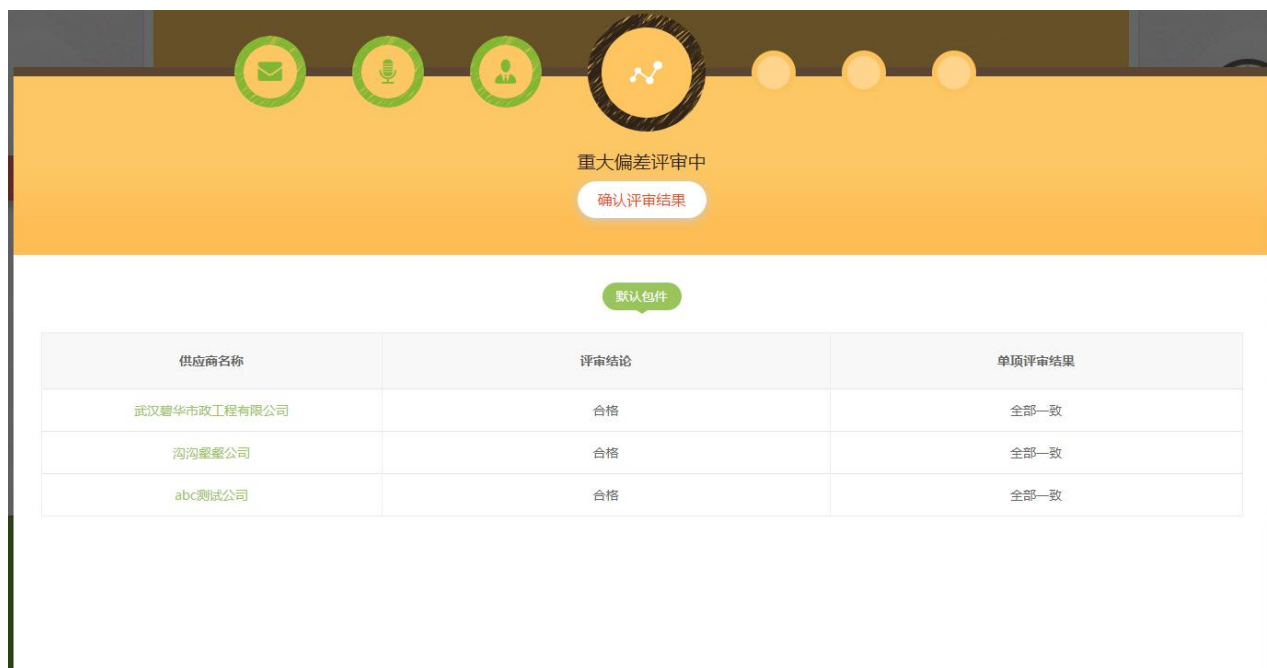 重大偏差评审中
确认评审结果
默认包件
供应商名称 评审结论 单项评审结果
武汉碧华市政工程有限公司 合格 全部一致
沟沟壑壑公司 合格 全部一致
abc测试公司 合格 全部一致